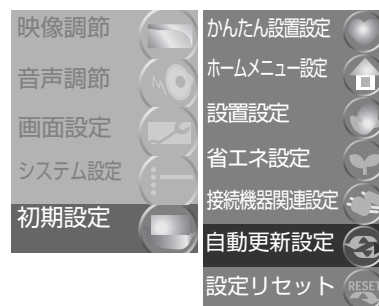 映像調節
音声調節
画面設定
システム設定
初期設定
かんたん設置設定
ホームメニュー設定
設置設定
省エネ設定
接続機器関連設定
自動更新設定
設定リセット
RESET